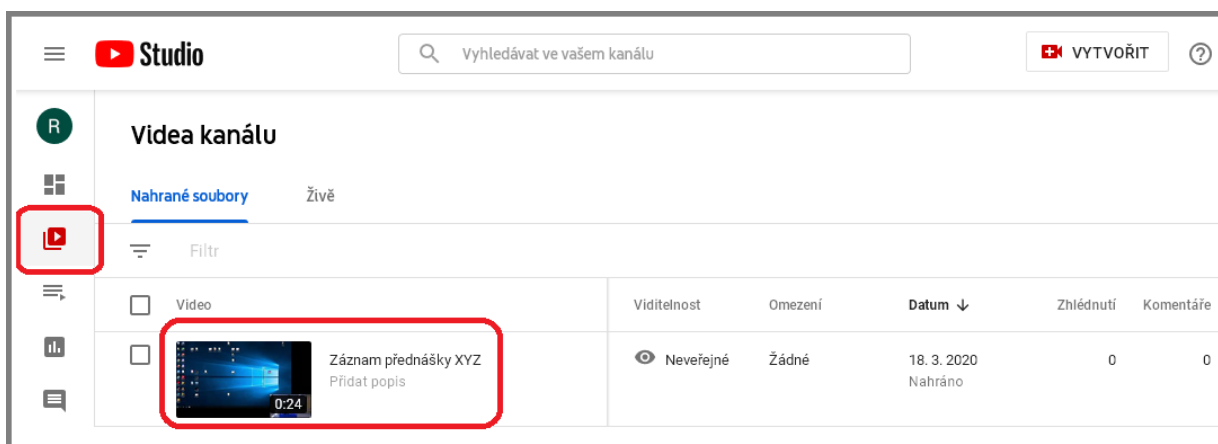 Studio
Vyhledávat ve vašem kanálu
VYTVOŘIT
R
Videa kanálu
Nahrané soubory Živě
Filtr
Video Viditelnost Omezení Datum Zhlédnutí Komentáře
Záznam přednášky XYZ Neveřejné Žádné 18. 3. 2020 0 0
Přidat popis Nahráno
0:24